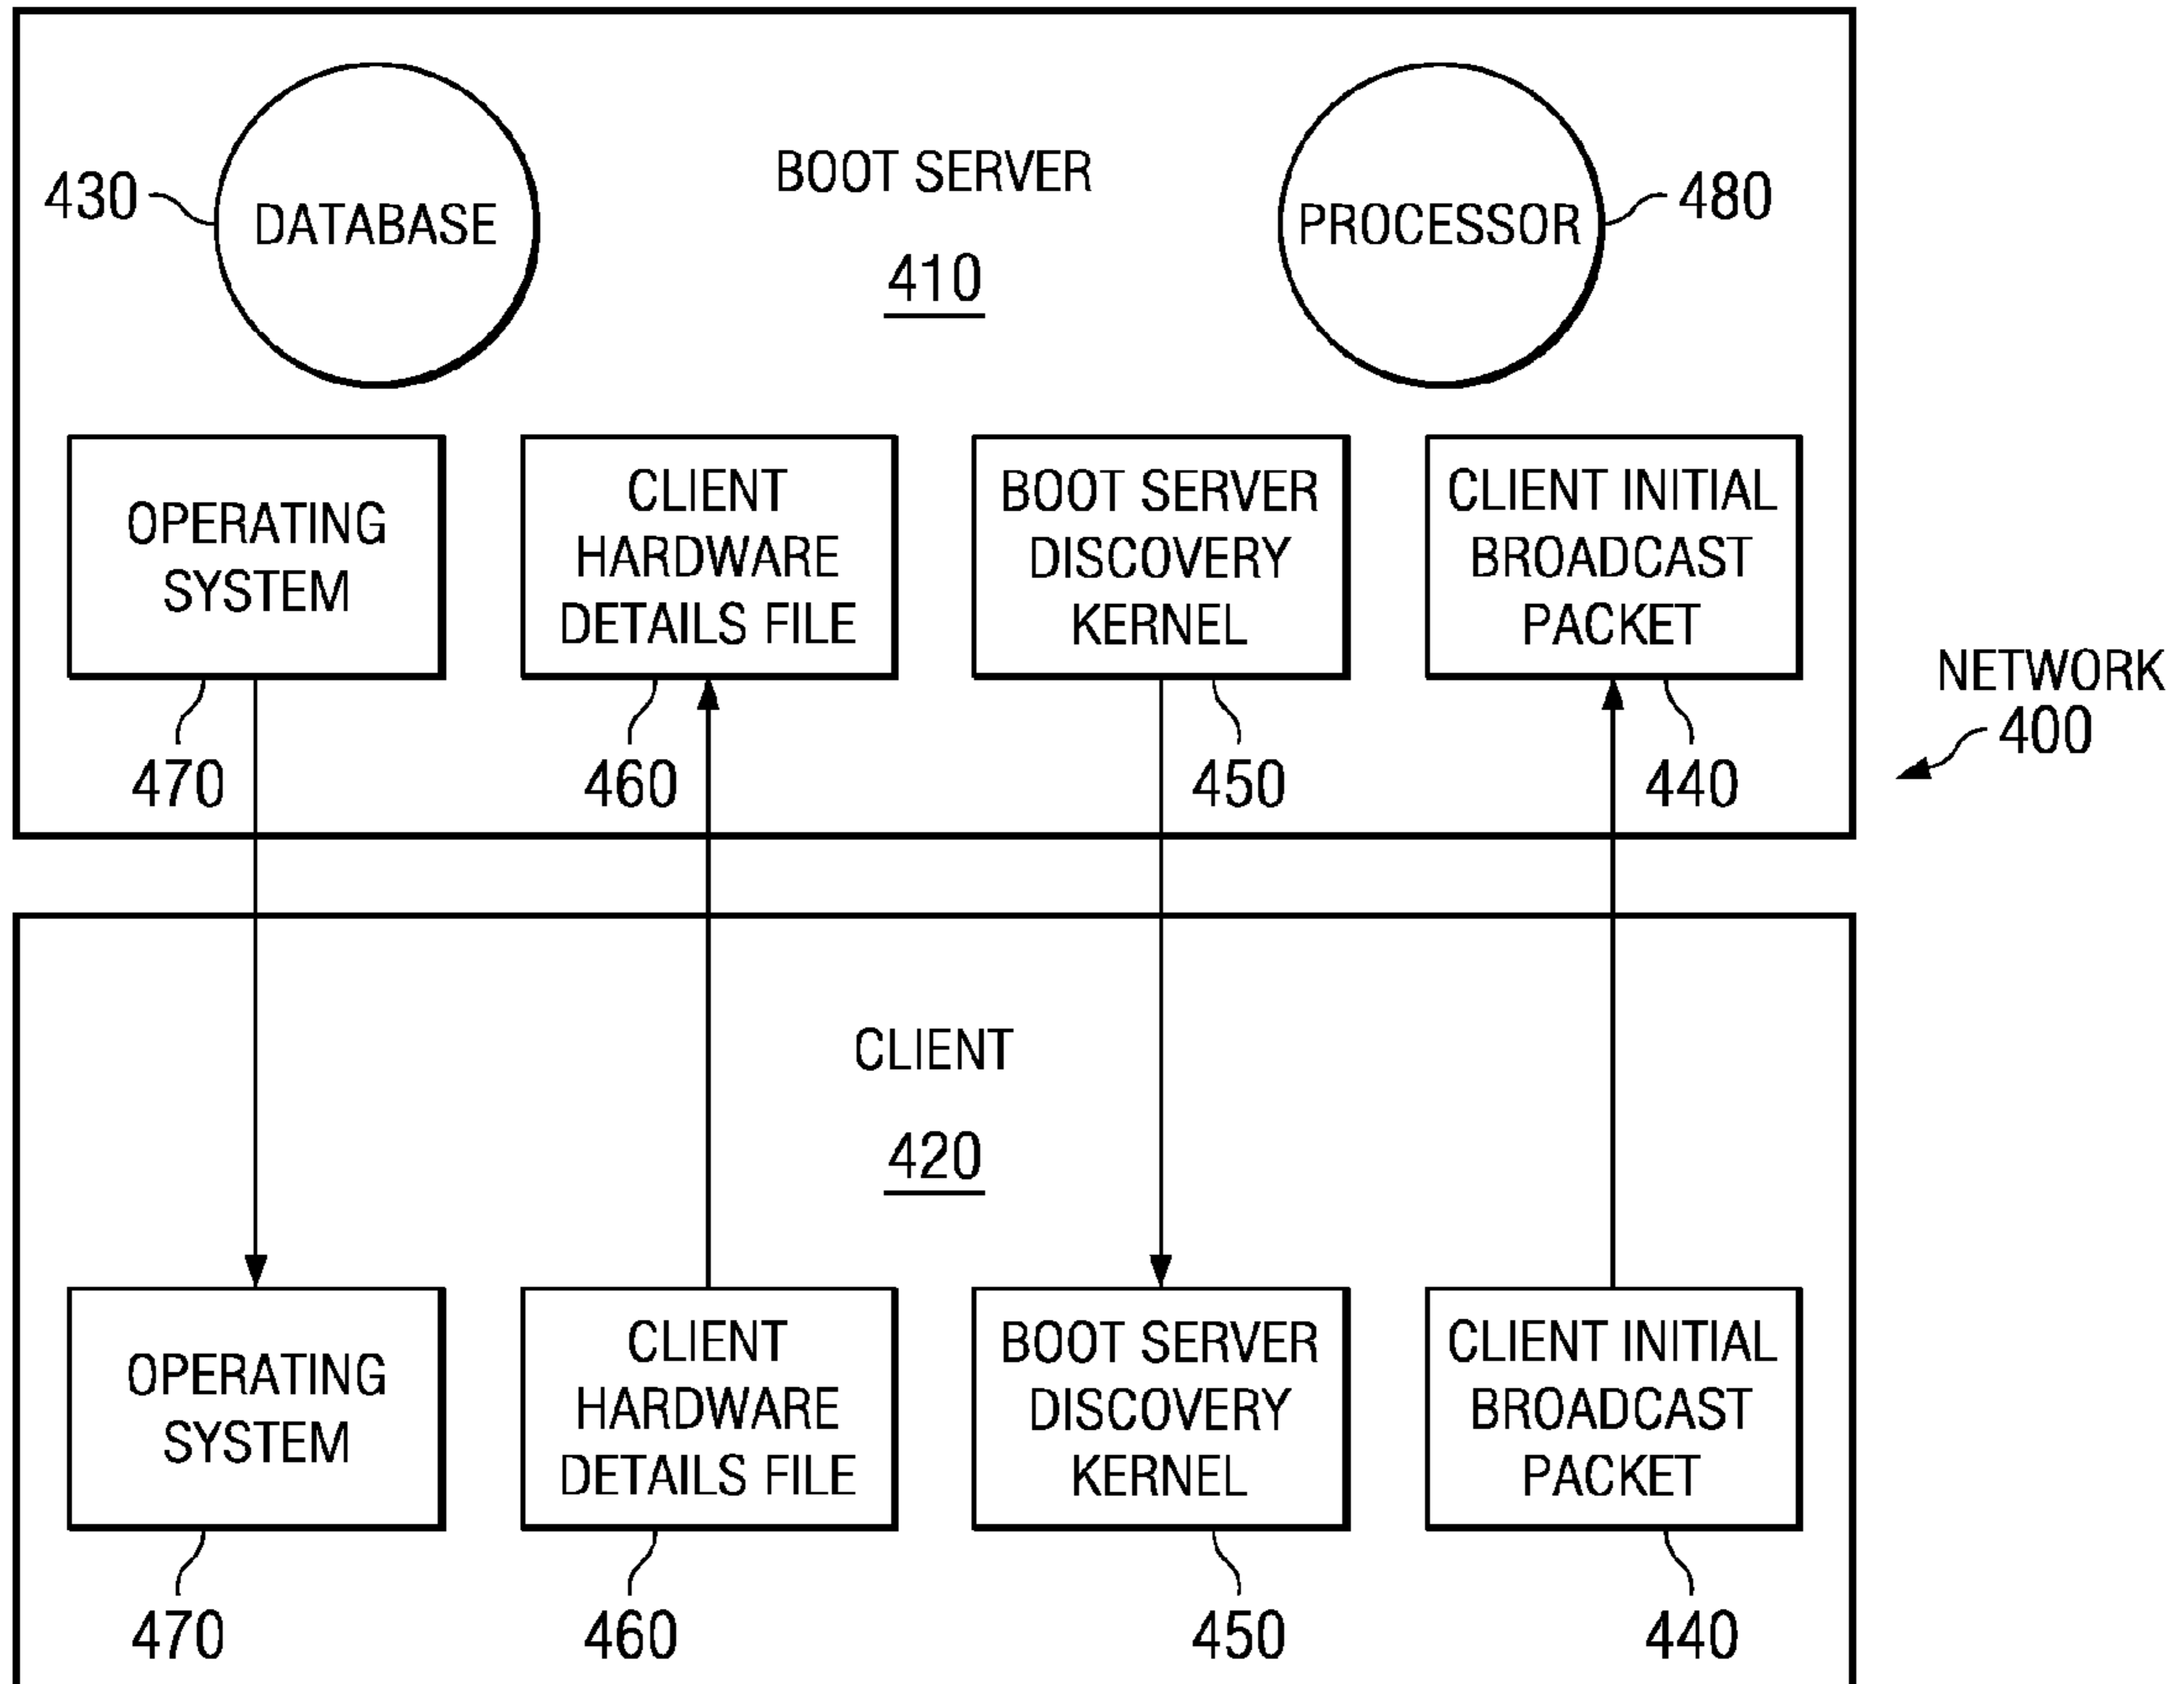 BOOT SERVER
410
430
DATABASE
PROCESSOR
480
OPERATING
SYSTEM
470
CLIENT
HARDWARE
DETAILS FILE
460
BOOT SERVER
DISCOVERY
KERNEL
450
CLIENT INITIAL
BROADCAST
PACKET
440
NETWORK
400
CLIENT
420
OPERATING
SYSTEM
470
CLIENT
HARDWARE
DETAILS FILE
460
BOOT SERVER
DISCOVERY
KERNEL
450
CLIENT INITIAL
BROADCAST
PACKET
440